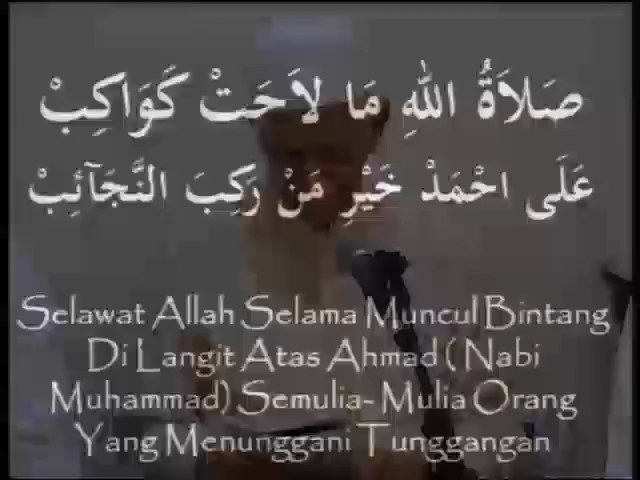 صَلَاةُ اللهِ مَا لاَحَتْ كَوَاكِبْ
عَلَى احْمَدْ خَيْرِ مَنْ رَكِبَ النَّجَآئِبْ
Selawat Allah Selama Muncul Bintang
Di Langit Atas Ahmad ( Nabi
Muhammad) Semulia- Mulia Orang
Yang Menunggani Tunggangan